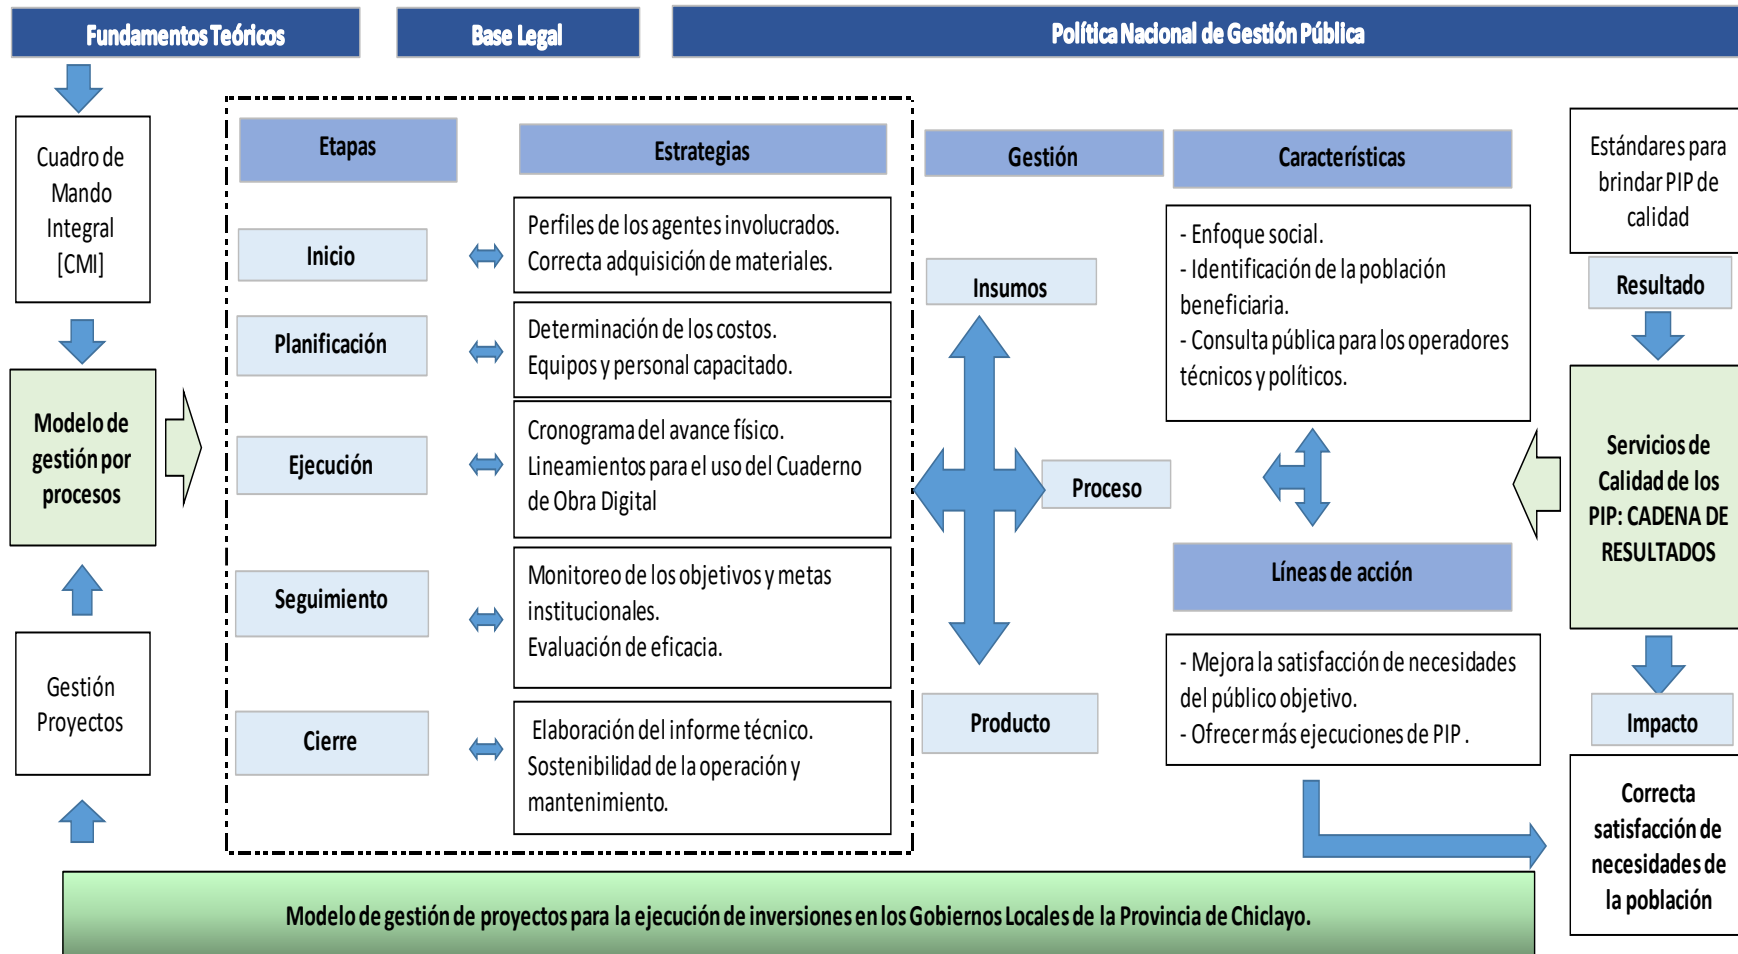 Fundamentos Teóricos
Base Legal
Política Nacional de Gestión Pública
Cuadro de
Mando
Integral
[CMI]
Modelo de
gestión por
procesos
Gestión
Proyectos
Etapas
Estrategias
Inicio
Perfiles de los agentes involucrados.
Correcta adquisición de materiales.
Planificación
Determinación de los costos.
Equipos y personal capacitado.
Ejecución
Cronograma del avance físico.
Lineamientos para el uso del Cuaderno
de Obra Digital
Seguimiento
Monitoreo de los objetivos y metas
institucionales.
Evaluación de eficacia.
Cierre
Elaboración del informe técnico.
Sostenibilidad de la operación y
mantenimiento.
Gestión
Insumos
Proceso
Producto
Características
- Enfoque social.
- Identificación de la población
beneficiaria.
- Consulta pública para los operadores
técnicos y políticos.
Líneas de acción
- Mejora la satisfacción de necesidades
del público objetivo.
- Ofrecer más ejecuciones de PIP .
Estándares para
brindar PIP de
calidad
Resultado
Servicios de
Calidad de los
PIP: CADENA DE
RESULTADOS
Impacto
Correcta
satisfacción de
necesidades de
la población
Modelo de gestión de proyectos para la ejecución de inversiones en los Gobiernos Locales de la Provincia de Chiclayo.